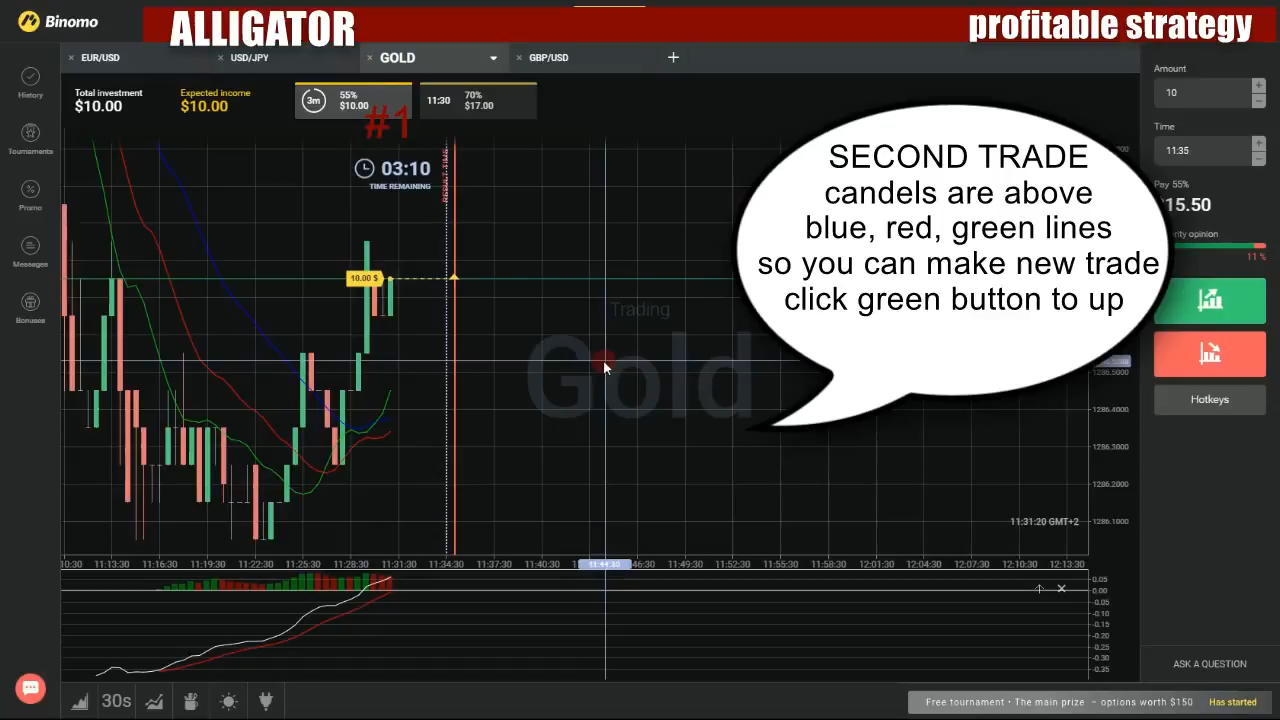 ALLIGATOR
profitable strategy
Binomo
EUR/USD
USD/JPY
GOLD
GBP/USD
Total investment
$10.00
Expected income
$10.00
3m
55%
$10.00
11:30
70%
$17.00
#1
03:10
TIME REMAINING
10.00 $
History
Tournaments
Promo
Messages
Bonuses
Trading
Gold
SECOND TRADE
candels are above
blue, red, green lines
so you can make new trade
click green button to up
Amount
10
Time
11:35
Pay 55%
15.50
opinion
11 %
Hotkeys
1286.5000
1286.4000
1286.3000
1286.2000
1286.1000
11:31:20 GMT+2
10:30 11:13:30 11:16:30 11:19:30 11:22:30 11:25:30 11:28:30 11:31:30 11:34:30 11:37:30 11:40:30 11:44:30 46:30 11:49:30 11:52:30 11:55:30 11:58:30 12:01:30 12:04:30 12:07:30 12:10:30 12:13:30
0.05
0.00
-0.05
-0.10
-0.15
-0.20
-0.25
-0.30
-0.35
ASK A QUESTION
30s
Free tournament • The main prize – options worth $150 Has started